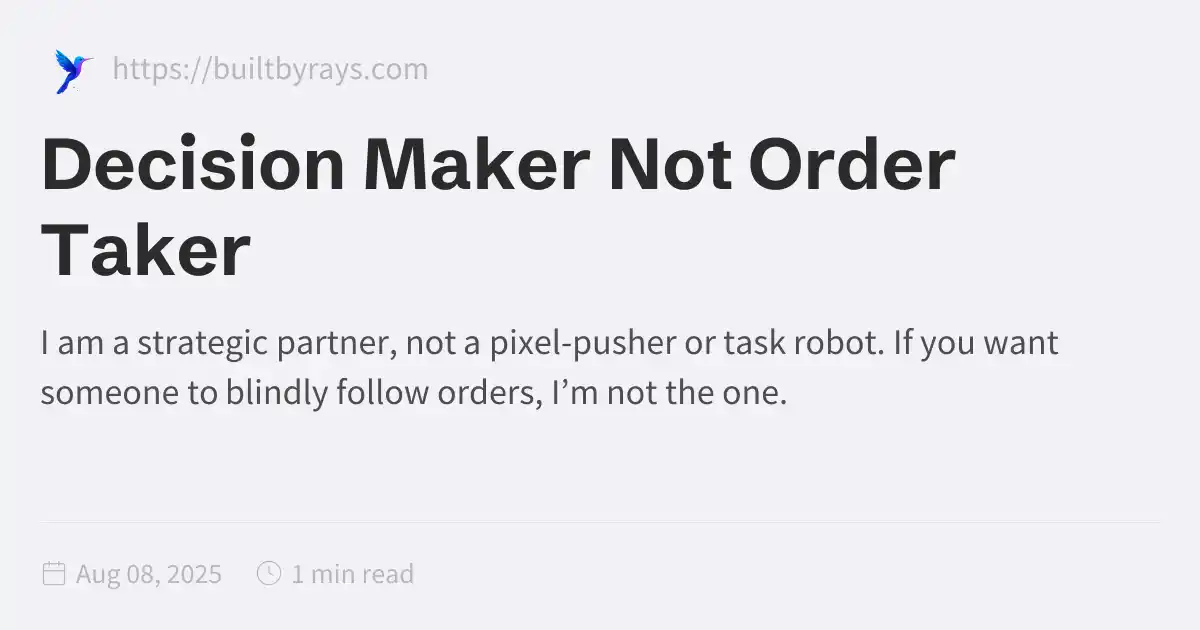 https://builtbyrays.com
Decision Maker Not Order
Taker
I am a strategic partner, not a pixel-pusher or task robot. If you want
someone to blindly follow orders, I’m not the one.
Aug 08, 2025 1 min read